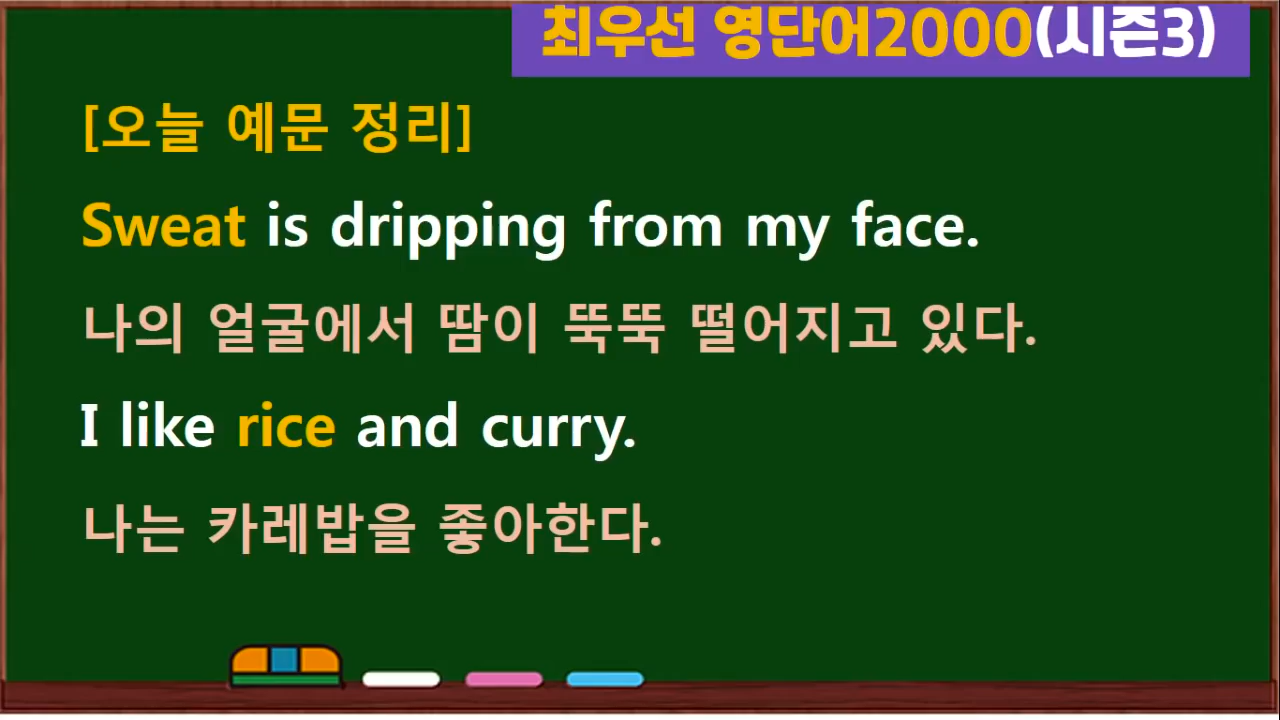 최우선 영단어2000(시즌3)
[오늘 예문 정리]
Sweat is dripping from my face.
나의 얼굴에서 땀이 뚝뚝 떨어지고 있다.
I like rice and curry.
나는 카레밥을 좋아한다.